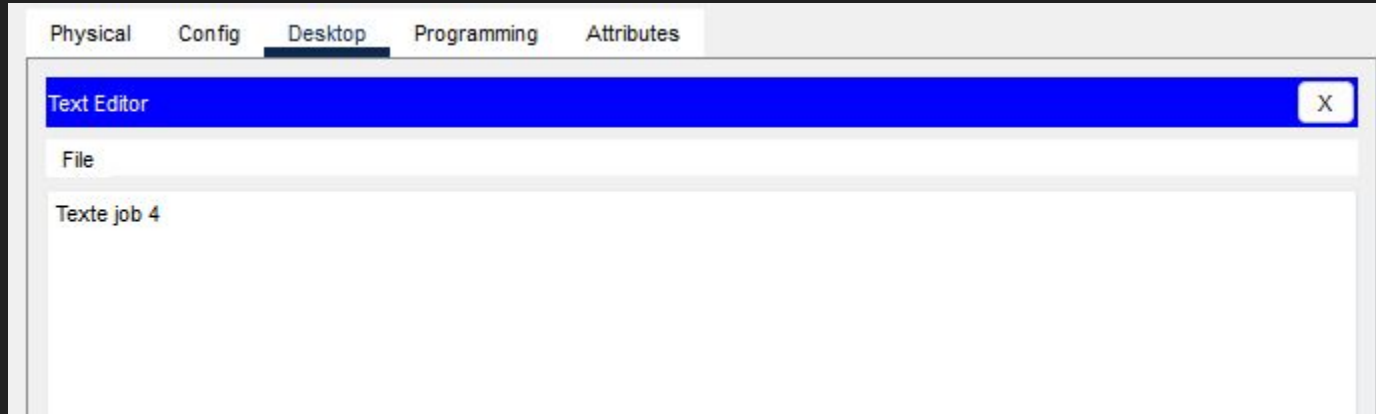 Physical Config Desktop Programming Attributes
Text Editor X
File
Texte job 4